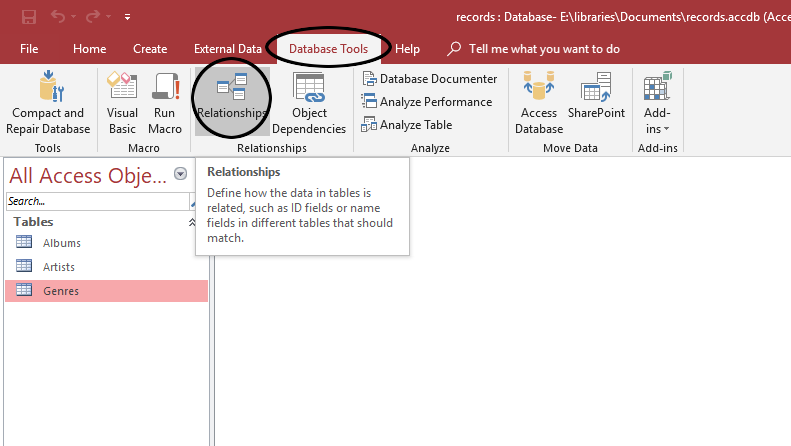 records : Database- E:\libraries\Documents\records.accdb (Acce
File Home Create External Data Database Tools Help Tell me what you want to do
Compact and
Repair Database
Visual
Basic
Run
Macro
Relationships
Object
Dependencies
Database Documenter
Analyze Performance
Analyze Table
Access
Database
SharePoint
Add-
ins
Tools Macro Relationships Analyze Move Data Add-ins
All Access Obje...
Search...
Tables
Albums
Artists
Genres
Relationships
Define how the data in tables is
related, such as ID fields or name
fields in different tables that should
match.